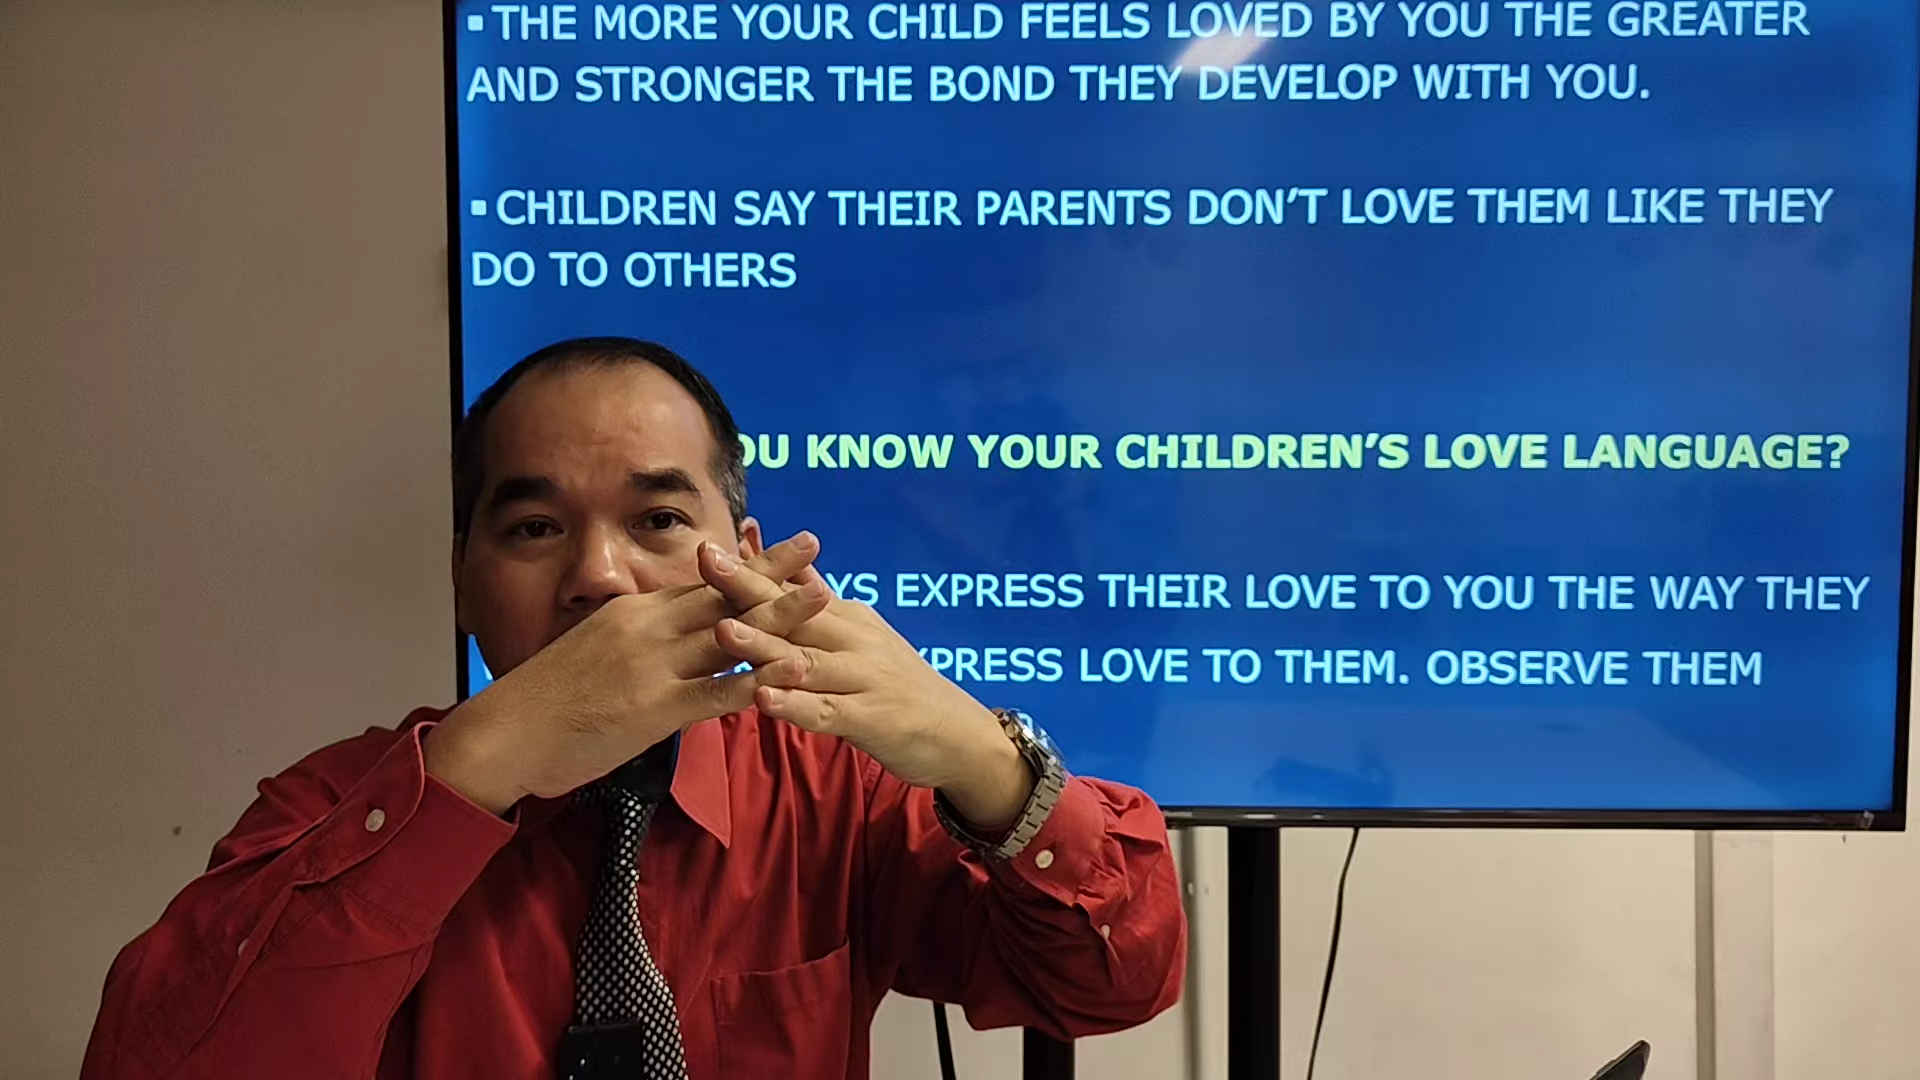 ▪ THE MORE YOUR CHILD FEELS LOVED BY YOU THE GREATER
AND STRONGER THE BOND THEY DEVELOP WITH YOU.
▪ CHILDREN SAY THEIR PARENTS DON'T LOVE THEM LIKE THEY
DO TO OTHERS
KNOW YOUR CHILDREN'S LOVE LANGUAGE?
EXPRESS THEIR LOVE TO YOU THE WAY THEY
LOVE TO THEM. OBSERVE THEM